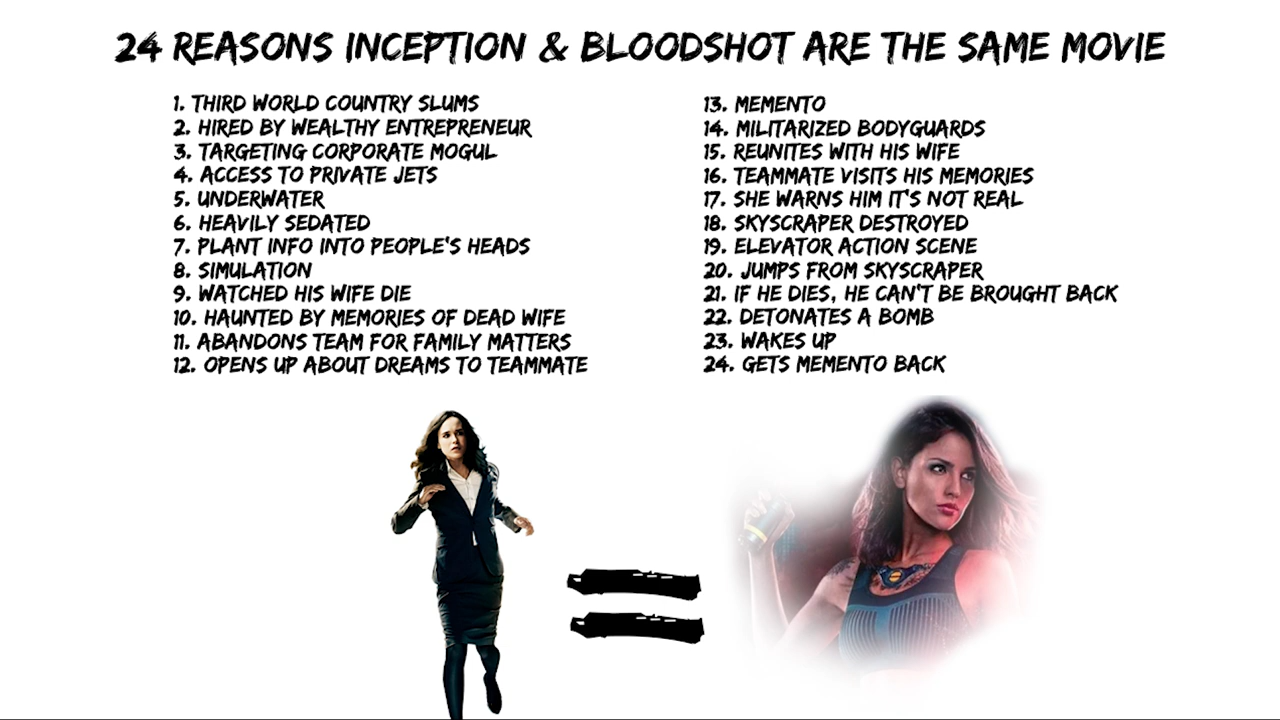 24 REASONS INCEPTION & BLOODSHOT ARE THE SAME MOVIE
1. THIRD WORLD COUNTRY SLUMS
2. HIRED BY WEALTHY ENTREPRENEUR
3. TARGETING CORPORATE MOGUL
4. ACCESS TO PRIVATE JETS
5. UNDERWATER
6. HEAVILY SEDATED
7. PLANT INFO INTO PEOPLE'S HEADS
8. SIMULATION
9. WATCHED HIS WIFE DIE
10. HAUNTED BY MEMORIES OF DEAD WIFE
11. ABANDONS TEAM FOR FAMILY MATTERS
12. OPENS UP ABOUT DREAMS TO TEAMMATE
13. MEMENTO
14. MILITARIZED BODYGUARDS
15. REUNITES WITH HIS WIFE
16. TEAMMATE VISITS HIS MEMORIES
17. SHE WARNS HIM IT'S NOT REAL
18. SKYSCRAPER DESTROYED
19. ELEVATOR ACTION SCENE
20. JUMPS FROM SKYSCRAPER
21. IF HE DIES, HE CAN'T BE BROUGHT BACK
22. DETONATES A BOMB
23. WAKES UP
24. GETS MEMENTO BACK
=